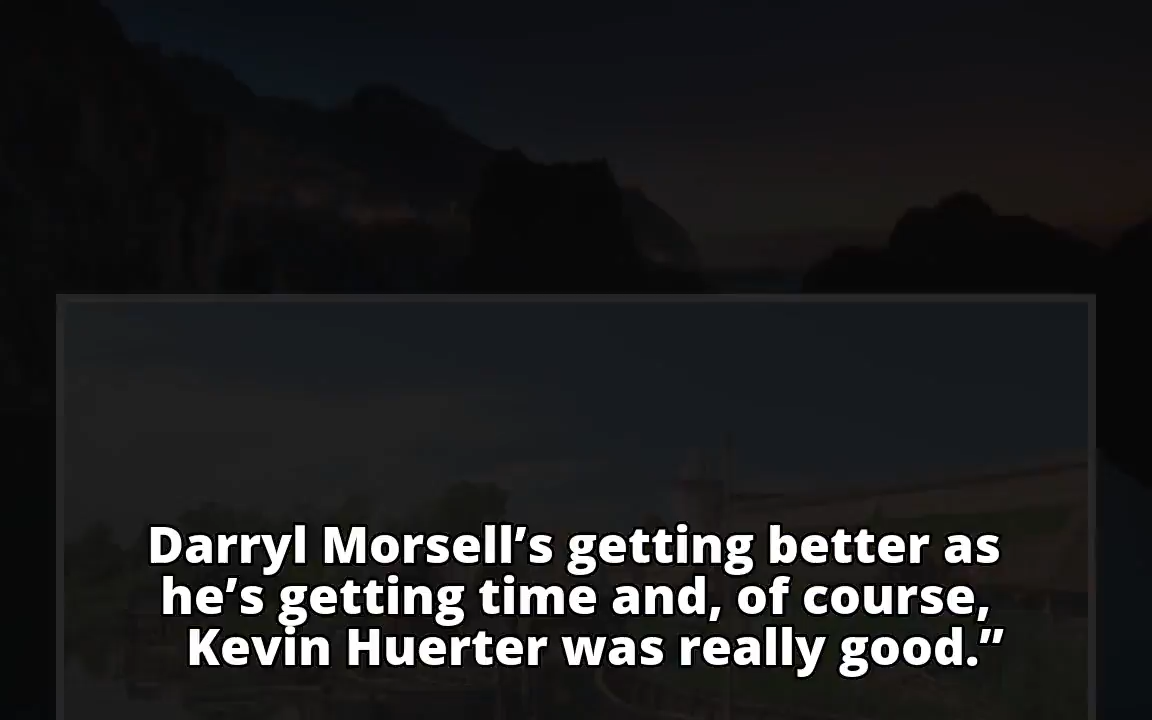 Darryl Morsell’s getting better as
he’s getting time and, of course,
Kevin Huerter was really good.”